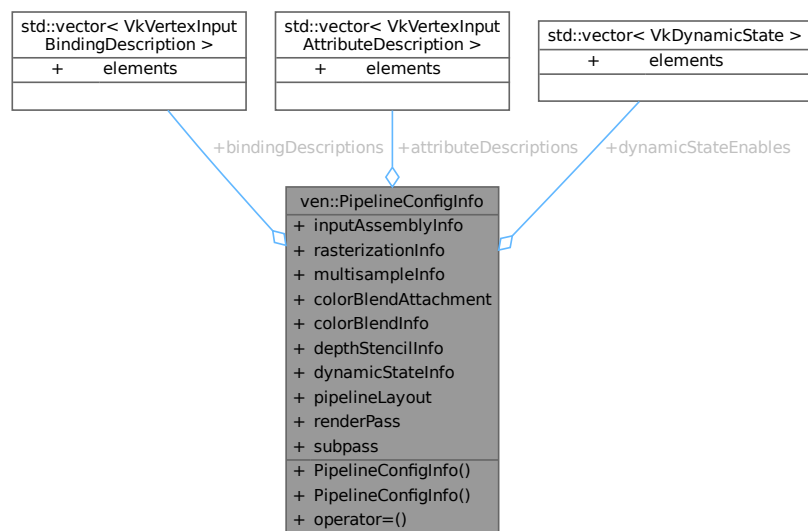 std::vector< VkVertexInput
BindingDescription >
+ elements
std::vector< VkVertexInput
AttributeDescription >
+ elements
std::vector< VkDynamicState >
+ elements
+bindingDescriptions
+attributeDescriptions
+dynamicStateEnables
ven::PipelineConfigInfo
+ inputAssemblyInfo
+ rasterizationInfo
+ multisampleInfo
+ colorBlendAttachment
+ colorBlendInfo
+ depthStencilInfo
+ dynamicStateInfo
+ pipelineLayout
+ renderPass
+ subpass
+ PipelineConfigInfo()
+ PipelineConfigInfo()
+ operator=()